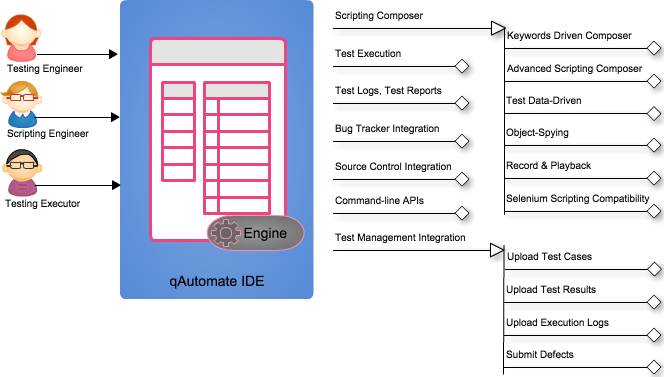 Testing Engineer
Scripting Engineer
Testing Executor
Engine
qAutomate IDE
Scripting Composer
Test Execution
Test Logs, Test Reports
Bug Tracker Integration
Source Control Integration
Command-line APIs
Test Management Integration
Keywords Driven Composer
Advanced Scripting Composer
Test Data-Driven
Object-Spying
Record & Playback
Selenium Scripting Compatibility
Upload Test Cases
Upload Test Results
Upload Execution Logs
Submit Defects